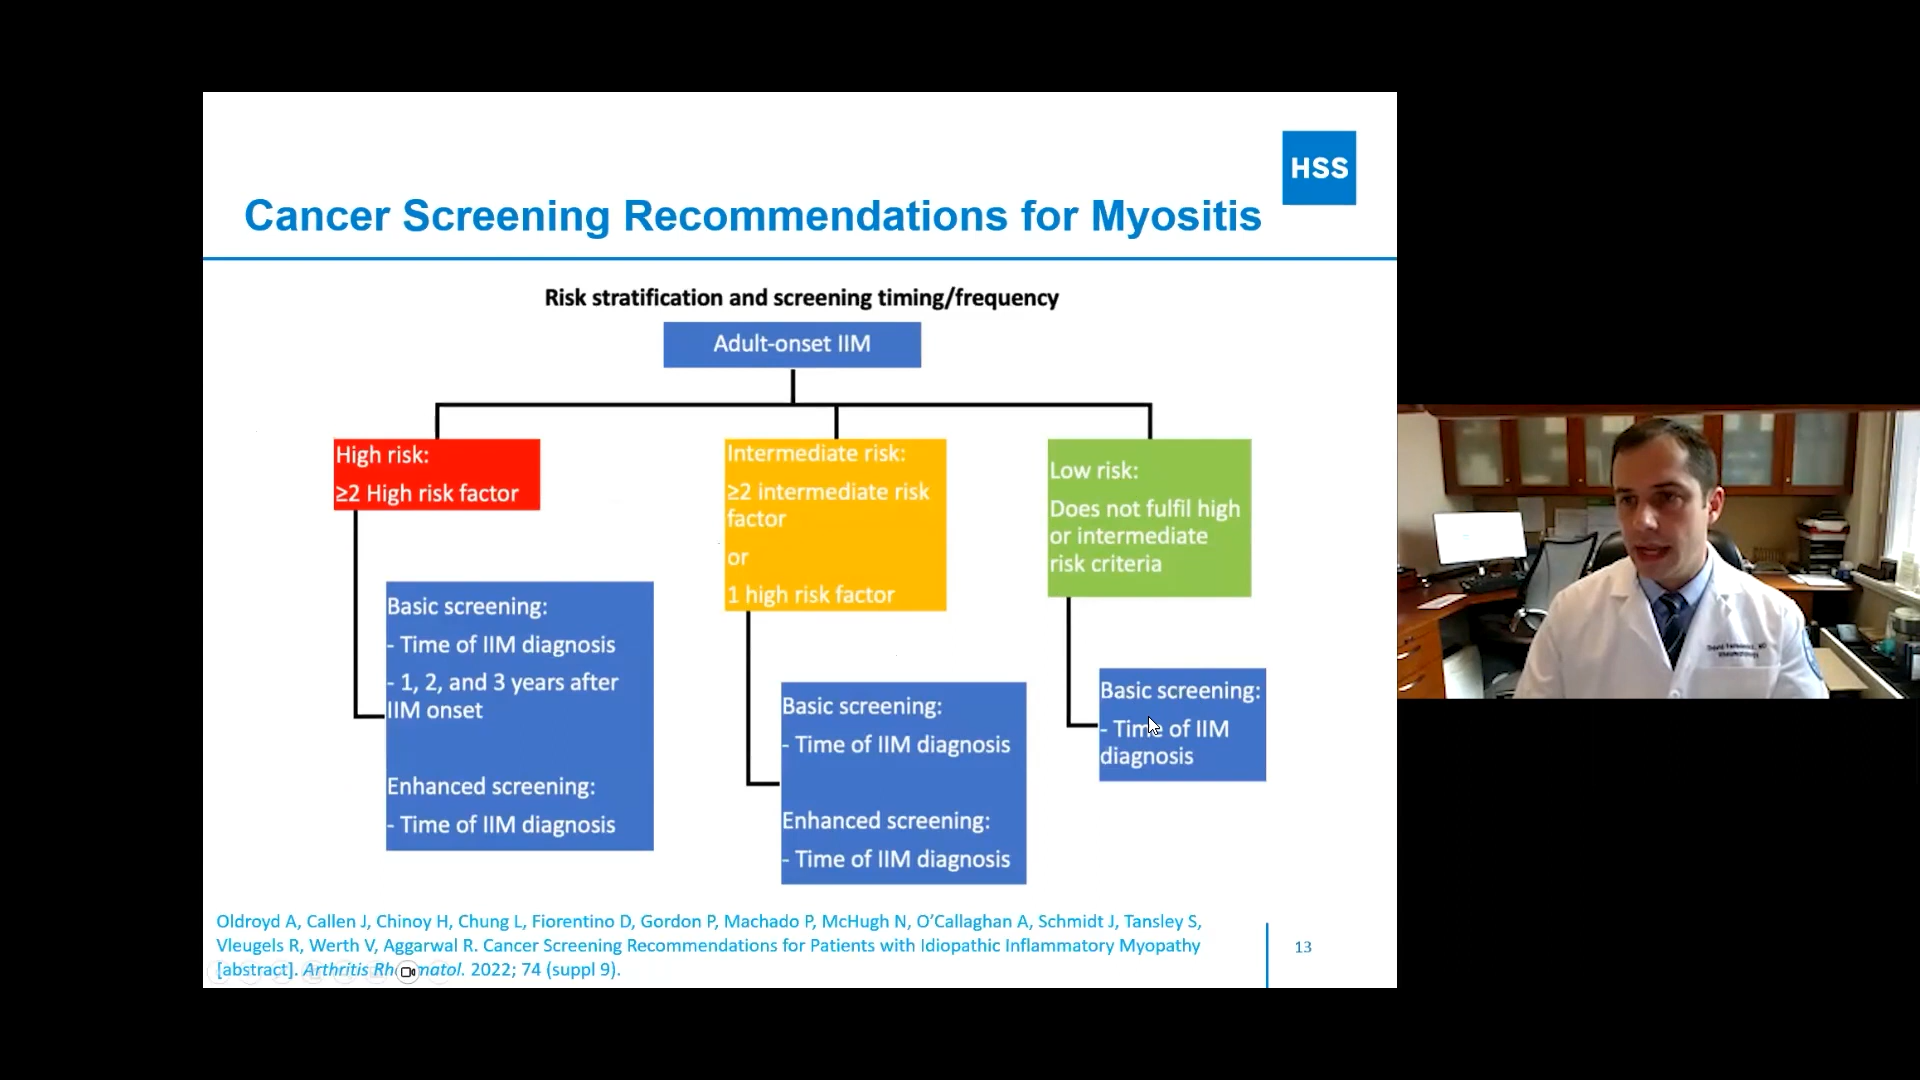 HSS
Cancer Screening Recommendations for Myositis
Risk stratification and screening timing/frequency
Adult-onset IIM
High risk:
≥2 High risk factor
Basic screening:
- Time of IIM diagnosis
- 1, 2, and 3 years after
IIM onset
Enhanced screening:
- Time of IIM diagnosis
Intermediate risk:
≥2 intermediate risk
factor
or
1 high risk factor
Basic screening:
- Time of IIM diagnosis
Enhanced screening:
- Time of IIM diagnosis
Low risk:
Does not fulfil high
or intermediate
risk criteria
Basic screening:
- Time of IIM
diagnosis
Oldroyd A, Callen J, Chinoy H, Chung L, Fiorentino D, Gordon P, Machado P, McHugh N, O'Callaghan A, Schmidt J, Tansley S,
Vleugels R, Werth V, Aggarwal R. Cancer Screening Recommendations for Patients with Idiopathic Inflammatory Myopathy
[abstract]. Arthritis Rheumatol. 2022; 74 (suppl 9).
13